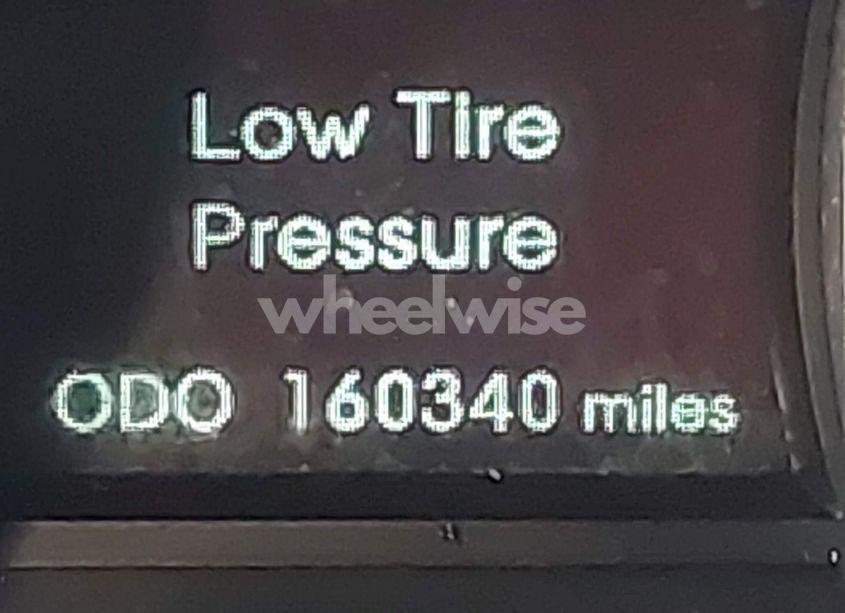 Low Tire
Pressure
wheelwise
ODO 160340 miles